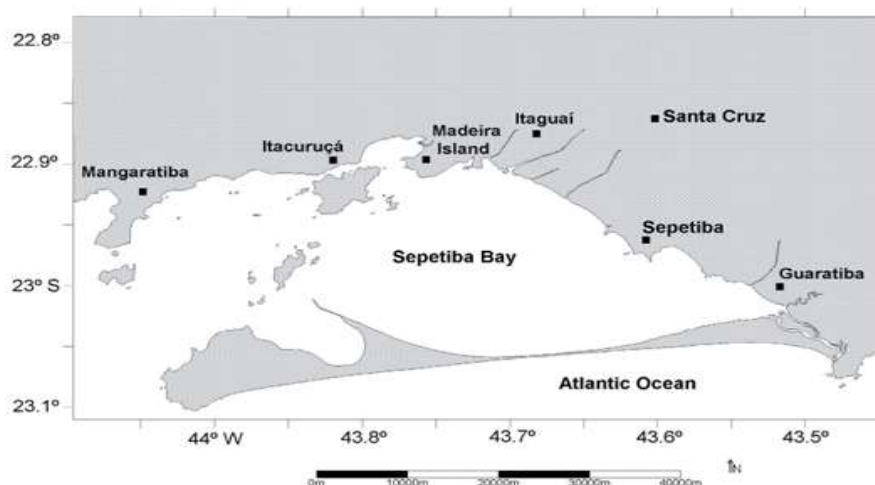 22.8º
Itaguaí
Santa Cruz
Madeira
Island
Itacuruçá
22.9º
Mangaratiba
Sepetiba
Sepetiba Bay
Guaratiba
23º S
Atlantic Ocean
23.1º
44º W
43.8º
43.7º
43.6º
43.5º
N
0m
10000m
20000m
30000m
40000m